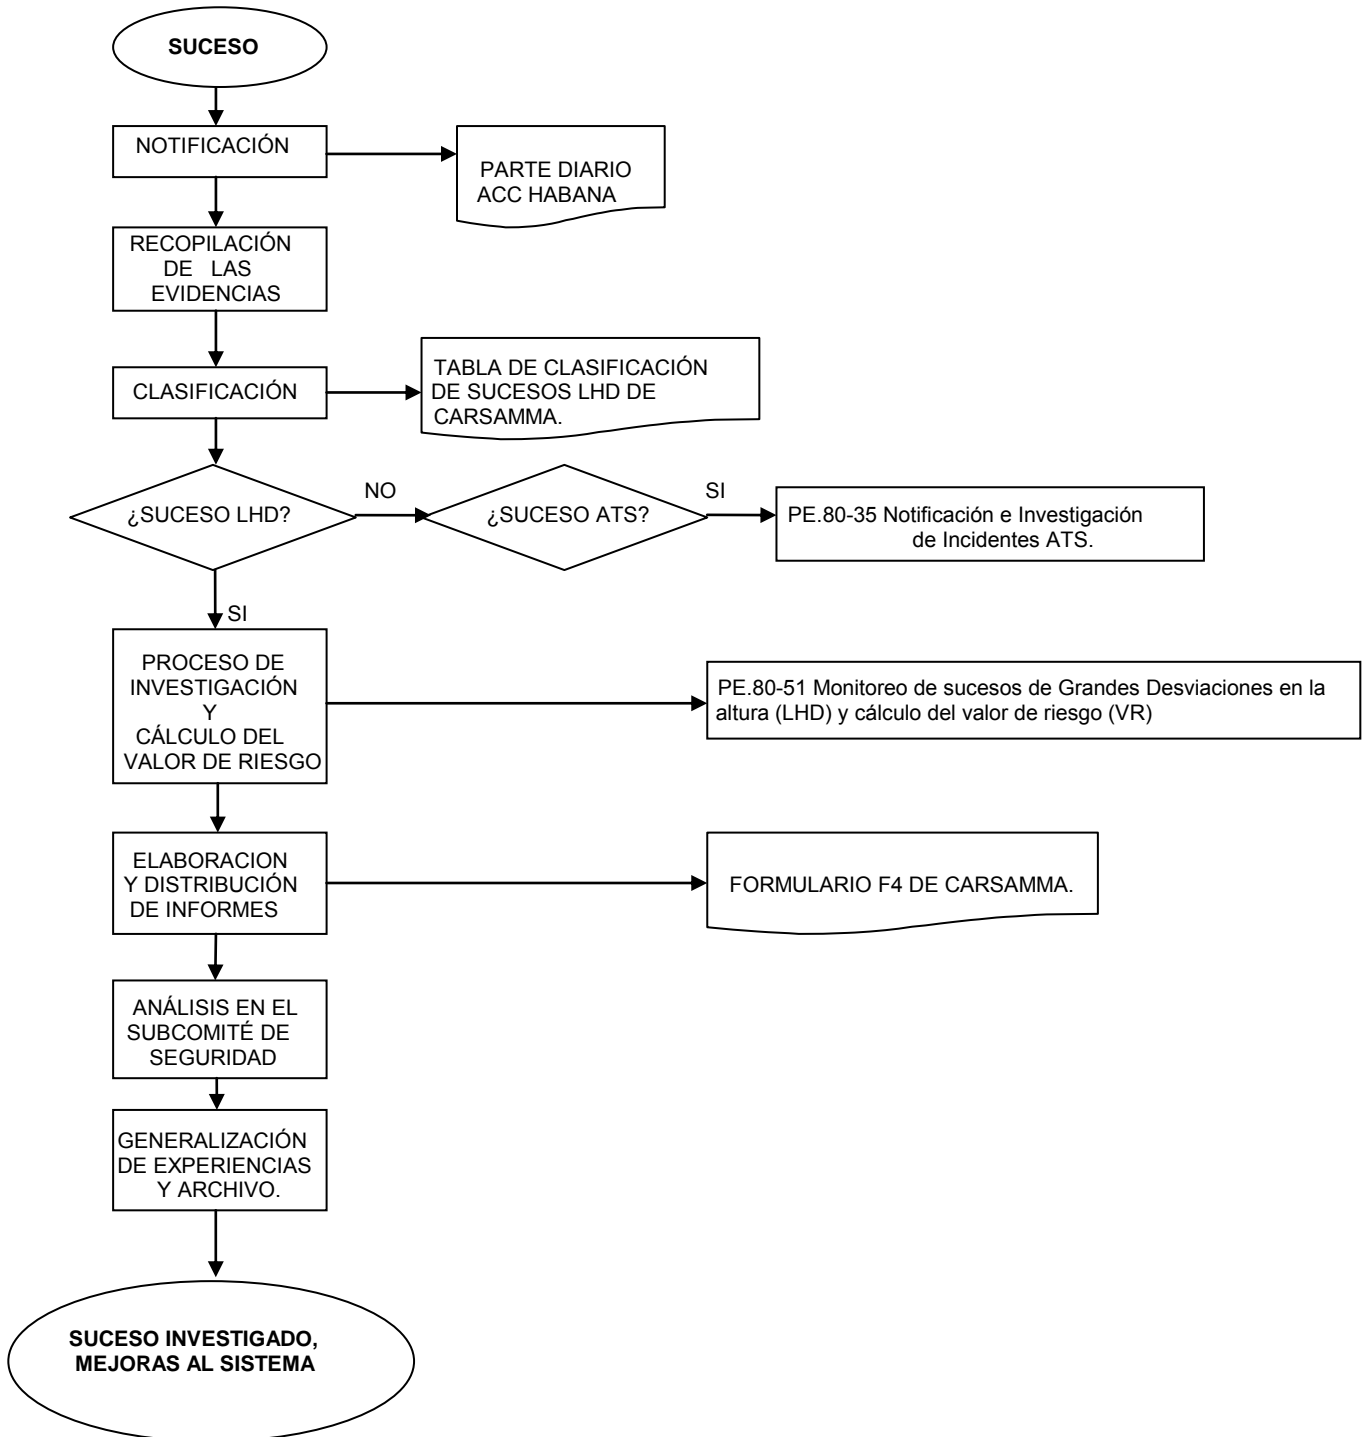 SUCESO
NOTIFICACIÓN
PARTE DIARIO
ACC HABANA
RECOPILACIÓN
DE LAS
EVIDENCIAS
CLASIFICACIÓN
TABLA DE CLASIFICACIÓN
DE SUCESOS LHD DE
CARSAMMA.
¿SUCESO LHD?
NO
¿SUCESO ATS?
SI
PE.80-35 Notificación e Investigación
de Incidentes ATS.
SI
PROCESO DE
INVESTIGACIÓN
Y
CÁLCULO DEL
VALOR DE RIESGO
PE.80-51 Monitoreo de sucesos de Grandes Desviaciones en la
altura (LHD) y cálculo del valor de riesgo (VR)
ELABORACION
Y DISTRIBUCIÓN
DE INFORMES
FORMULARIO F4 DE CARSAMMA.
ANÁLISIS EN EL
SUBCOMITÉ DE
SEGURIDAD
GENERALIZACIÓN
DE EXPERIENCIAS
Y ARCHIVO.
SUCESO INVESTIGADO,
MEJORAS AL SISTEMA